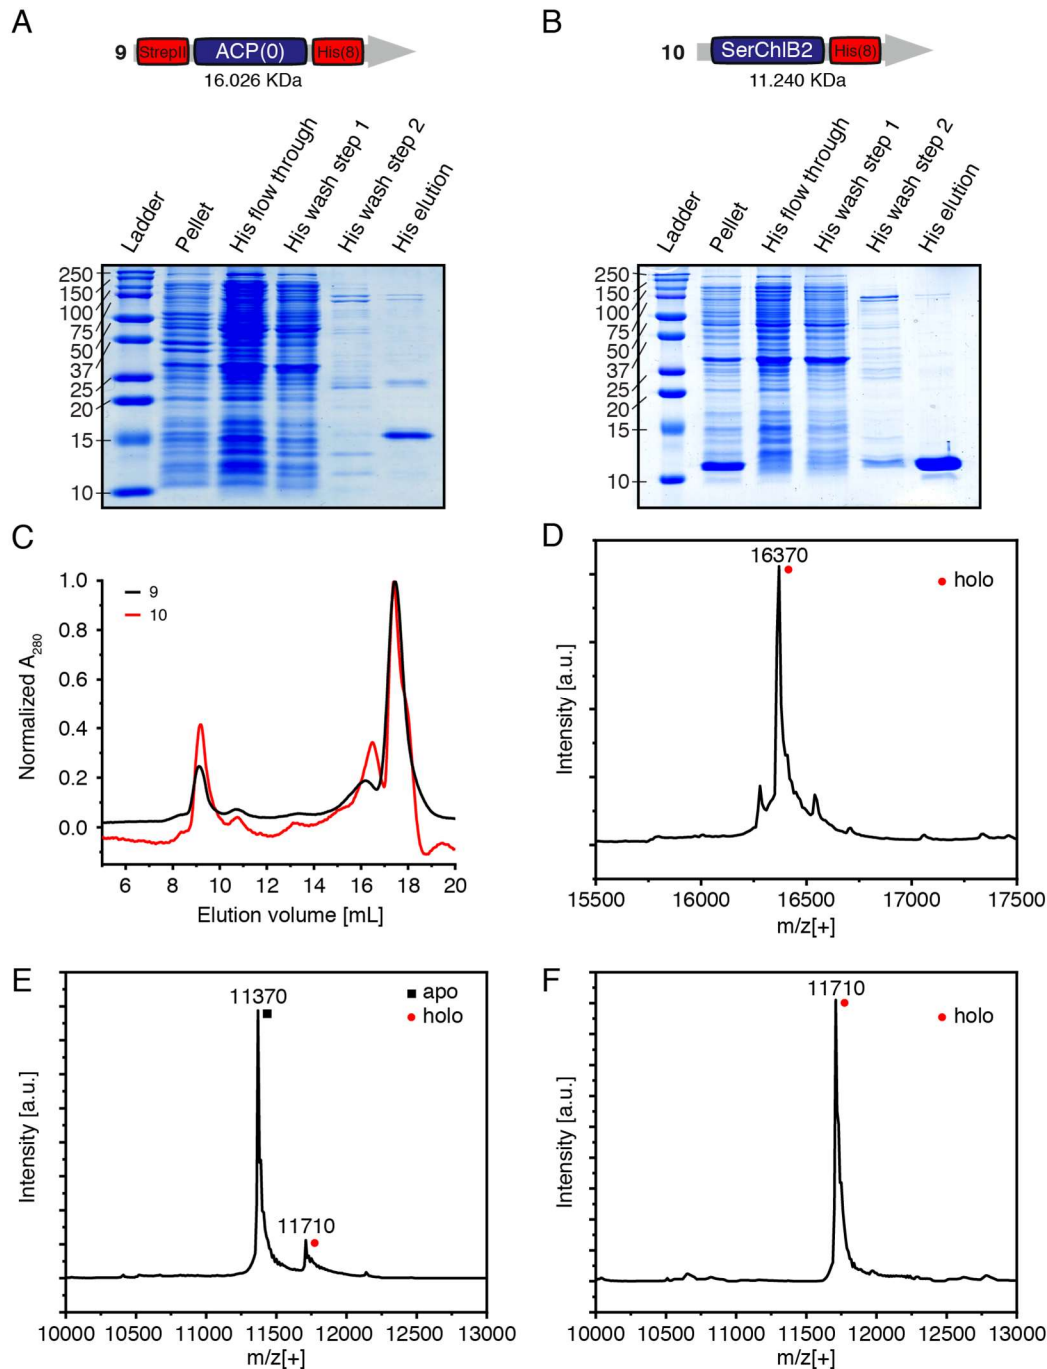 A
9 StrepII ACP(0) His(8)
16.026 KDa
Ladder
Pellet
His flow through
His wash step 1
His wash step 2
His elution
250
150
100
75
50
37
25
20
15
10
B
10 SerChlB2 His(8)
11.240 KDa
Ladder
Pellet
His flow through
His wash step 1
His wash step 2
His elution
250
150
100
75
50
37
25
20
15
10
C
9
10
Normalized A280
1.0
0.8
0.6
0.4
0.2
0.0
6 8 10 12 14 16 18 20
Elution volume [mL]
D
16370
holo
Intensity [a.u.]
15500 16000 16500 17000 17500
m/z[+]
E
11370
apo
holo
11710
Intensity [a.u.]
10000 10500 11000 11500 12000 12500 13000
m/z[+]
F
11710
holo
Intensity [a.u.]
10000 10500 11000 11500 12000 12500 13000
m/z[+]